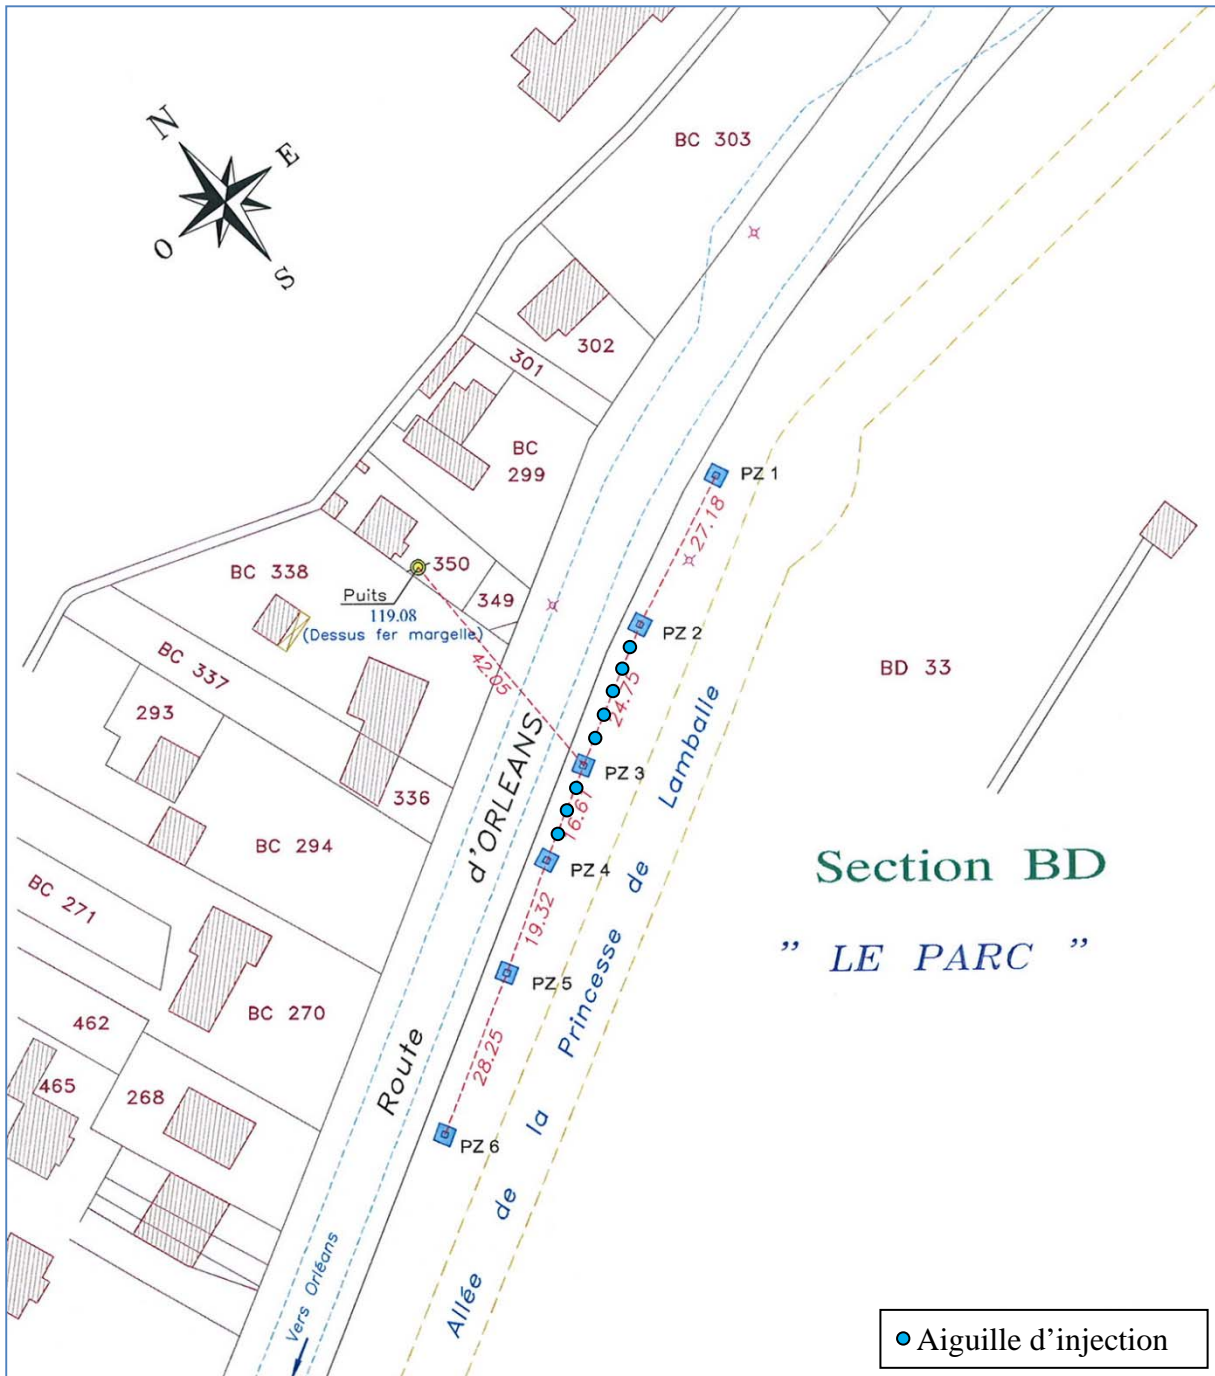 N
E
O
S
BC 303
302
301
BC
299
PZ 1
27.18
350
BC 338
Puits
119.08
(Dessus fer margelle)
349
PZ 2
24.75
42.05
BC 337
BD 33
293
336
PZ 3
16.61
BC 294
PZ 4
BC 271
19.32
PZ 5
BC 270
462
465
268
28.25
PZ 6
Route d'ORLEANS
Allée de la Princesse de Lamballe
Section BD
" LE PARC "
Vers Orléans
Aiguille d'injection